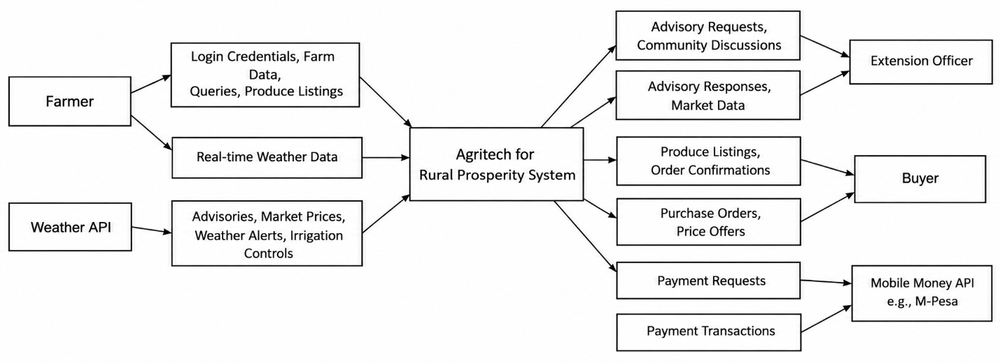 Farmer
Weather API
Login Credentials, Farm
Data,
Queries, Produce Listings
Real-time Weather Data
Advisories, Market Prices,
Weather Alerts, Irrigation
Controls
Agritech for
Rural Prosperity System
Advisory Requests,
Community Discussions
Advisory Responses,
Market Data
Produce Listings,
Order Confirmations
Purchase Orders,
Price Offers
Payment Requests
Payment Transactions
Extension Officer
Buyer
Mobile Money API
e.g., M-Pesa